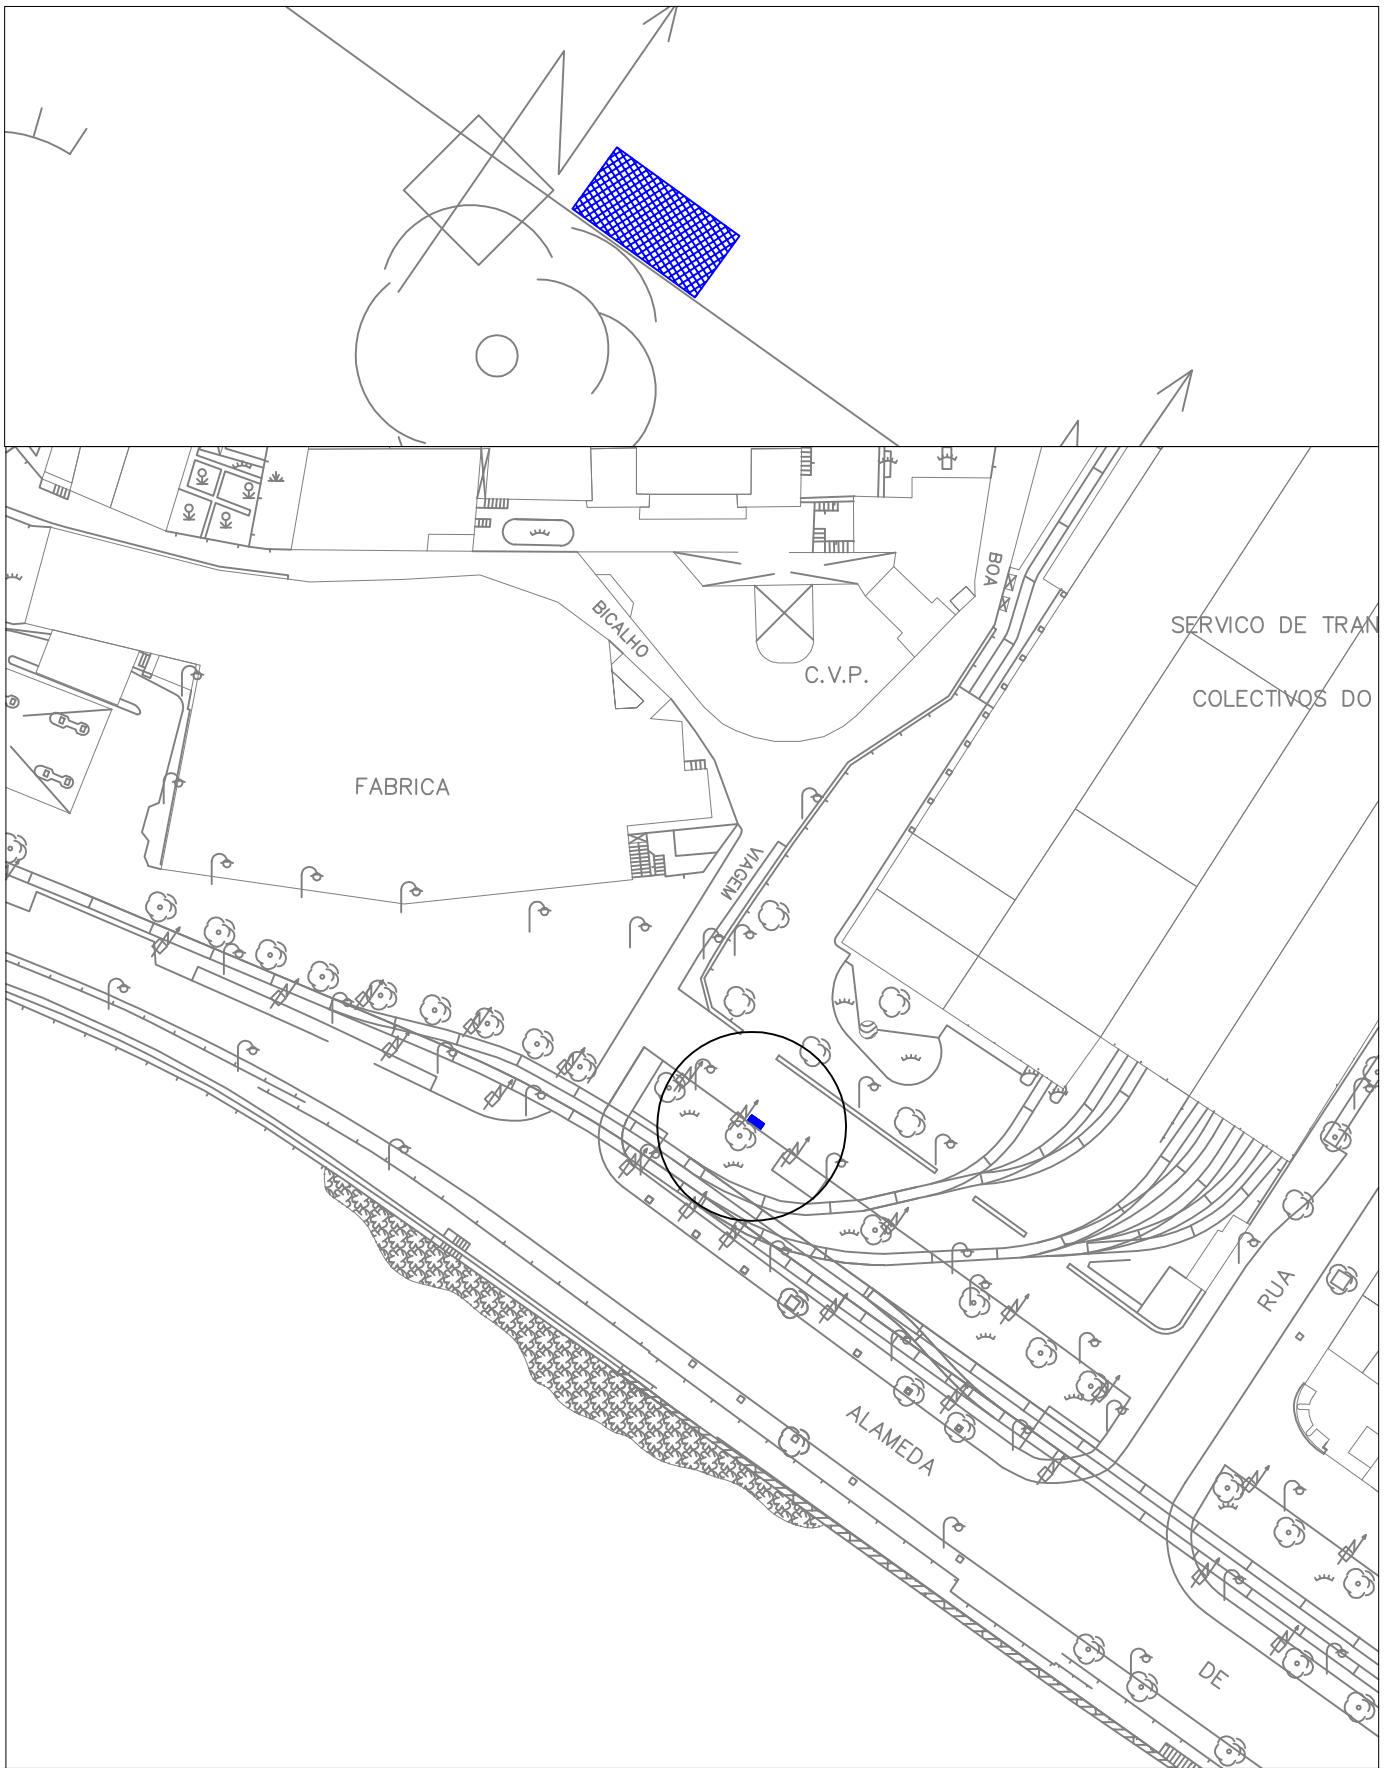 BOA
BICALHO
SERVICO DE TRAN
C.V.P.
COLECTIVOS DO
FABRICA
VIAGEM
RUA
ALAMEDA
DE